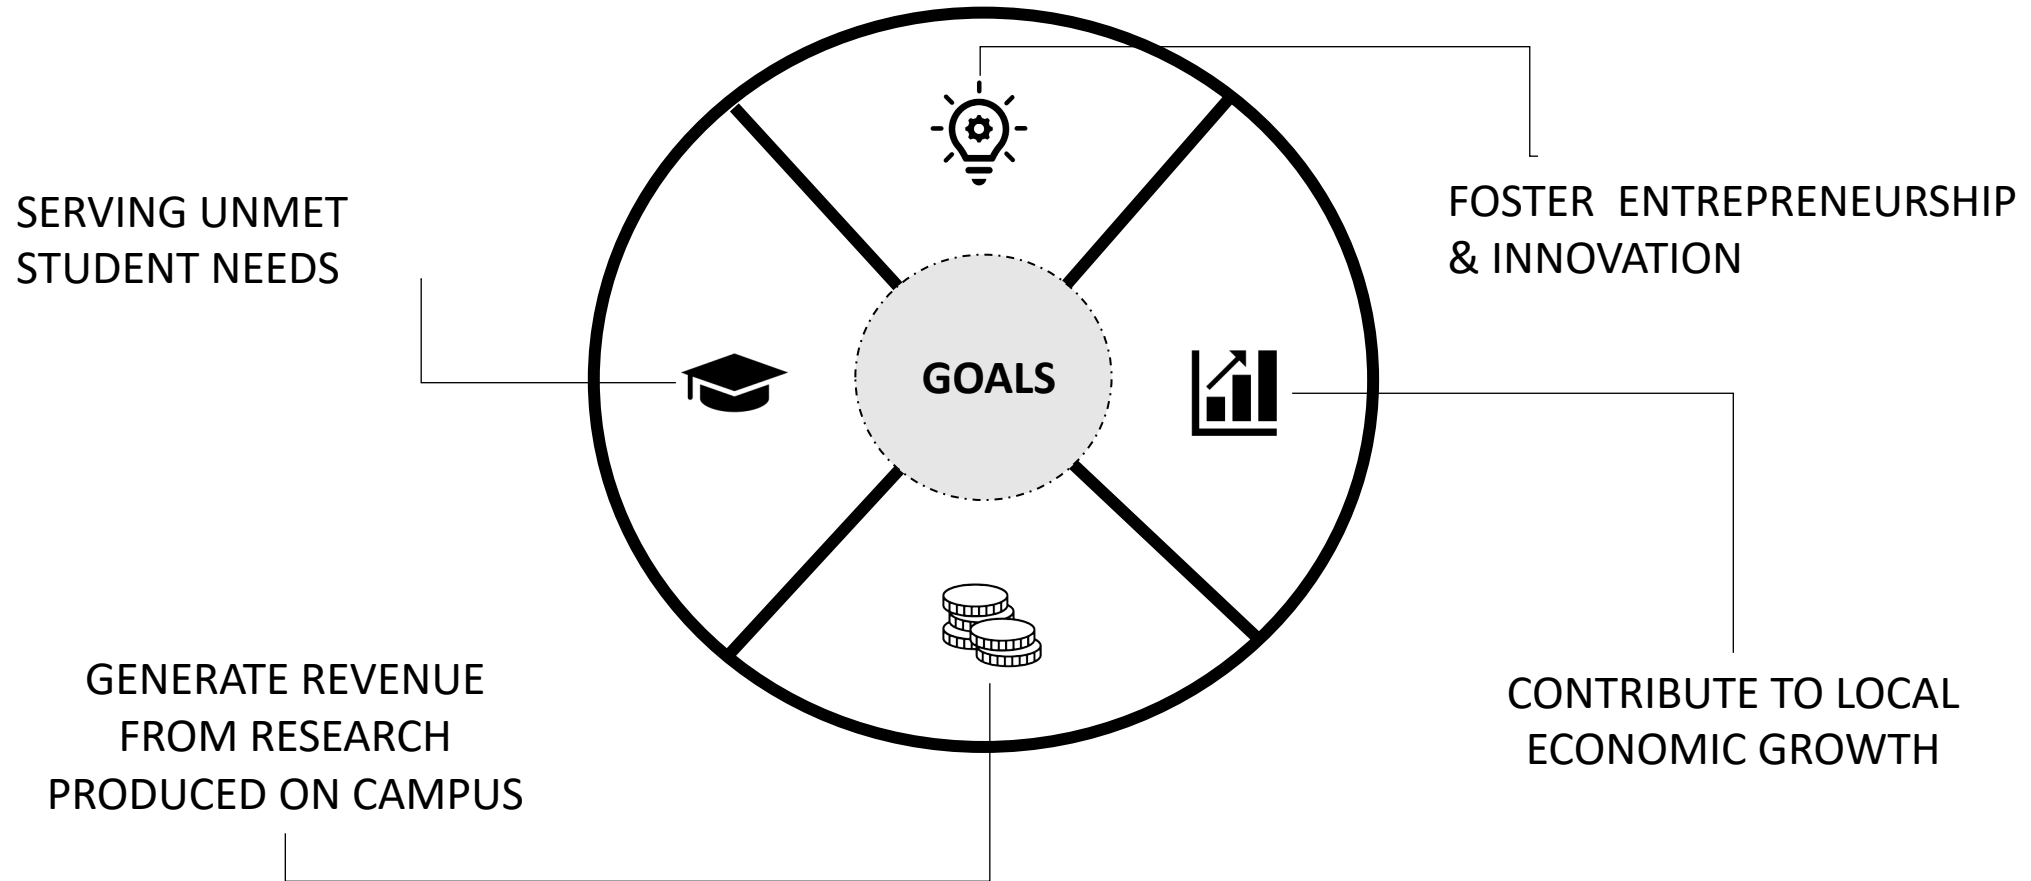 SERVING UNMET
STUDENT NEEDS
FOSTER ENTREPRENEURSHIP
& INNOVATION
GOALS
GENERATE REVENUE
FROM RESEARCH
PRODUCED ON CAMPUS
CONTRIBUTE TO LOCAL
ECONOMIC GROWTH